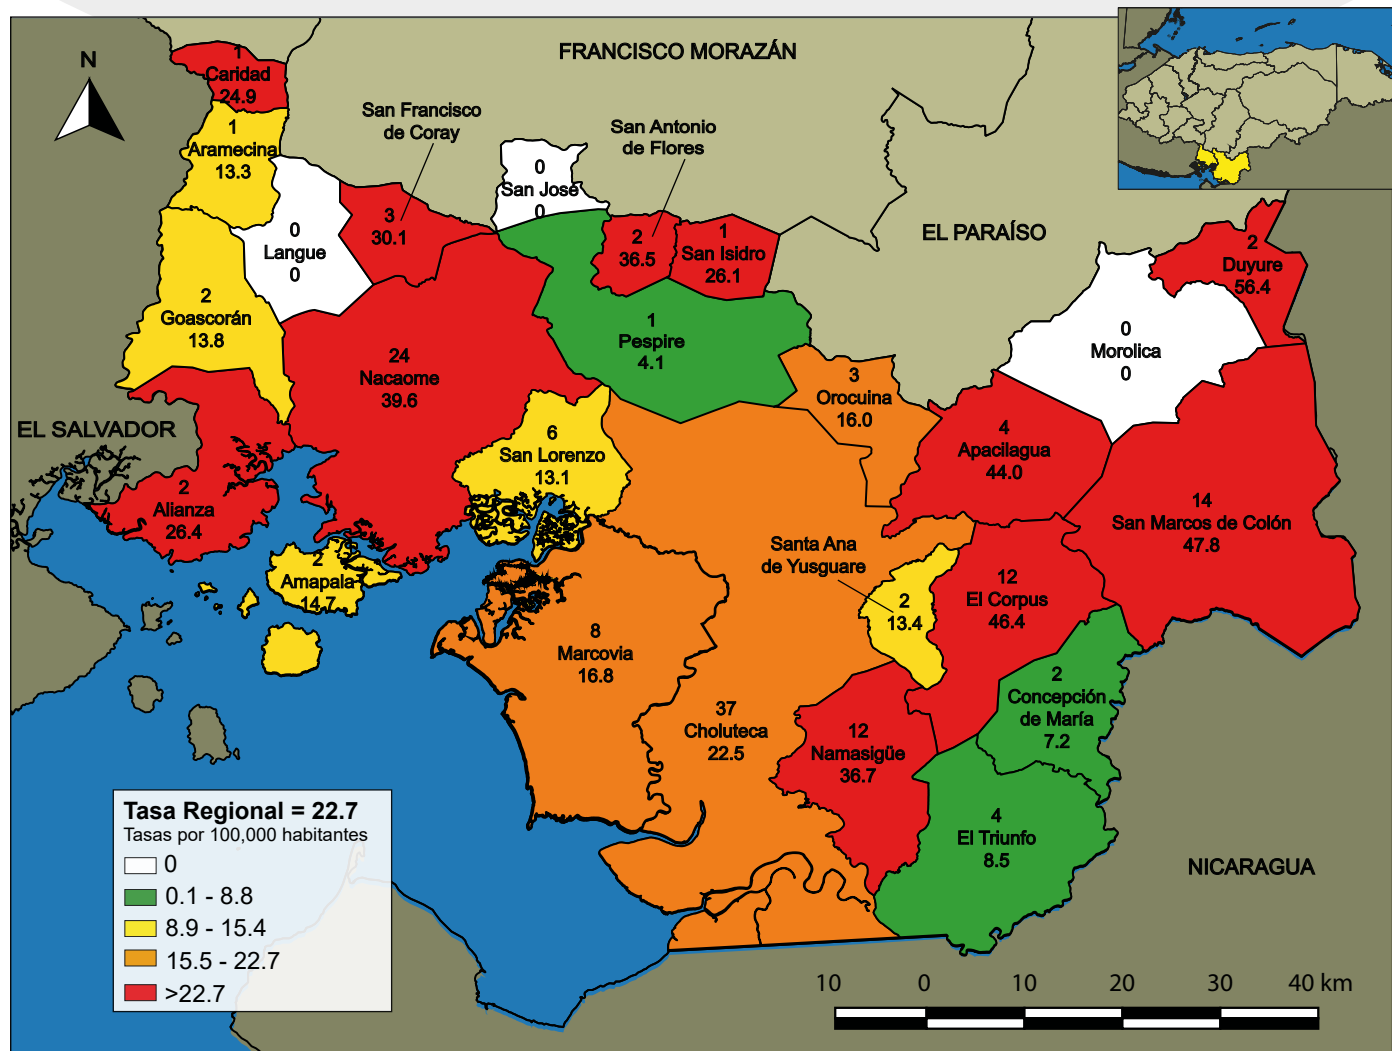 FRANCISCO MORAZÁN
N
1
Caridad
24.9
San Francisco
de Coray
San Antonio
de Flores
1
Aramecina
13.3
0
San José
0
3
30.1
0
Langue
0
2
36.5
1
San Isidro
26.1
EL PARAÍSO
2
Duyure
56.4
2
Goascorán
13.8
1
Pespire
4.1
0
Morolica
0
24
Nacaome
39.6
3
Orocuina
16.0
EL SALVADOR
6
San Lorenzo
13.1
4
Apacilagua
44.0
2
Alianza
26.4
14
San Marcos de Colón
47.8
Santa Ana
de Yusguare
2
Amapala
14.7
2
13.4
12
El Corpus
46.4
8
Marcovia
16.8
2
Concepción
de María
7.2
37
Choluteca
22.5
12
Namasigüe
36.7
4
El Triunfo
8.5
NICARAGUA
Tasa Regional = 22.7
Tasas por 100,000 habitantes
0
0.1 - 8.8
8.9 - 15.4
15.5 - 22.7
>22.7
10 0 10 20 30 40 km